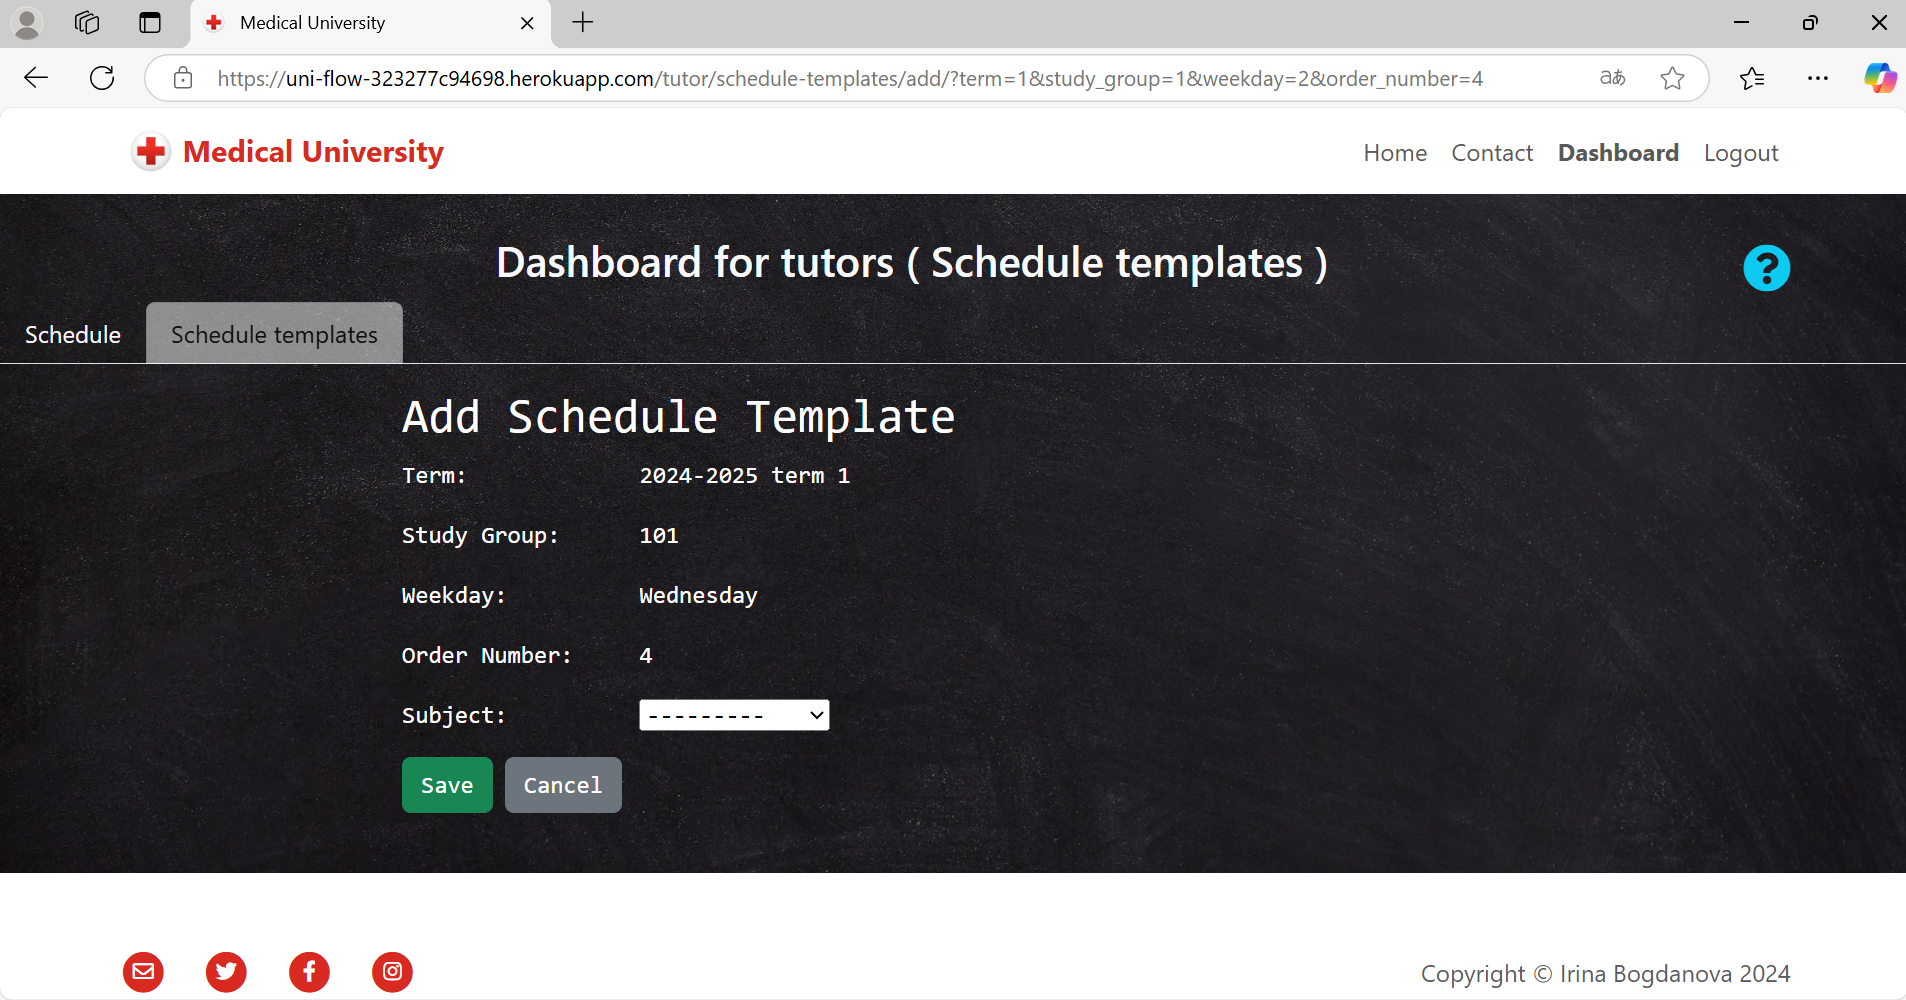 Medical University
https://uni-flow-323277c94698.herokuapp.com/tutor/schedule-templates/add/?term=1&study_group=1&weekday=2&order_number=4
aあ
Medical University
Home Contact Dashboard Logout
Dashboard for tutors ( Schedule templates )
?
Schedule Schedule templates
Add Schedule Template
Term: 2024-2025 term 1
Study Group: 101
Weekday: Wednesday
Order Number: 4
Subject: ---------
Save Cancel
Copyright © Irina Bogdanova 2024